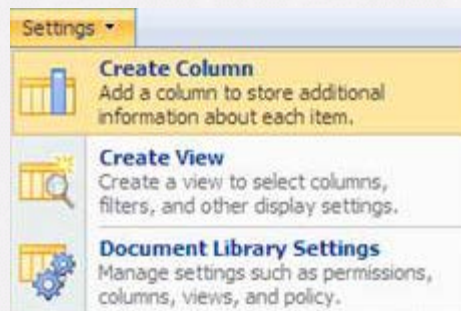 Settings
Create Column
Add a column to store additional
information about each item.
Create View
Create a view to select columns,
filters, and other display settings.
Document Library Settings
Manage settings such as permissions,
columns, views, and policy.